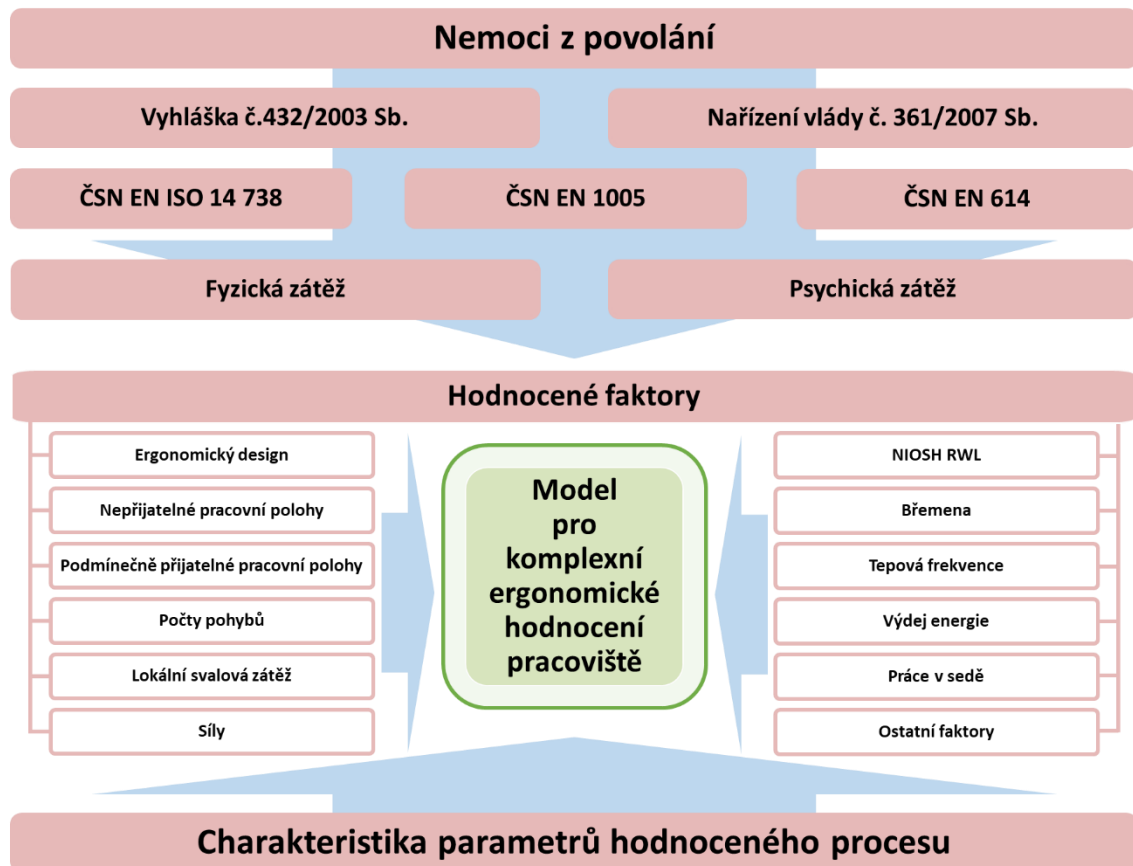 Nemoci z povolání
Vyhláška č.432/2003 Sb.
Nařízení vlády č. 361/2007 Sb.
ČSN EN ISO 14 738
ČSN EN 1005
ČSN EN 614
Fyzická zátěž
Psychická zátěž
Hodnocené faktory
Ergonomický design
Nepřijatelné pracovní polohy
Podmínečně přijatelné pracovní polohy
Počty pohybů
Lokální svalová zátěž
Síly
Model
pro
komplexní
ergonomické
hodnocení
pracoviště
NIOSH RWL
Břemena
Tepová frekvence
Výdej energie
Práce v sedě
Ostatní faktory
Charakteristika parametrů hodnoceného procesu